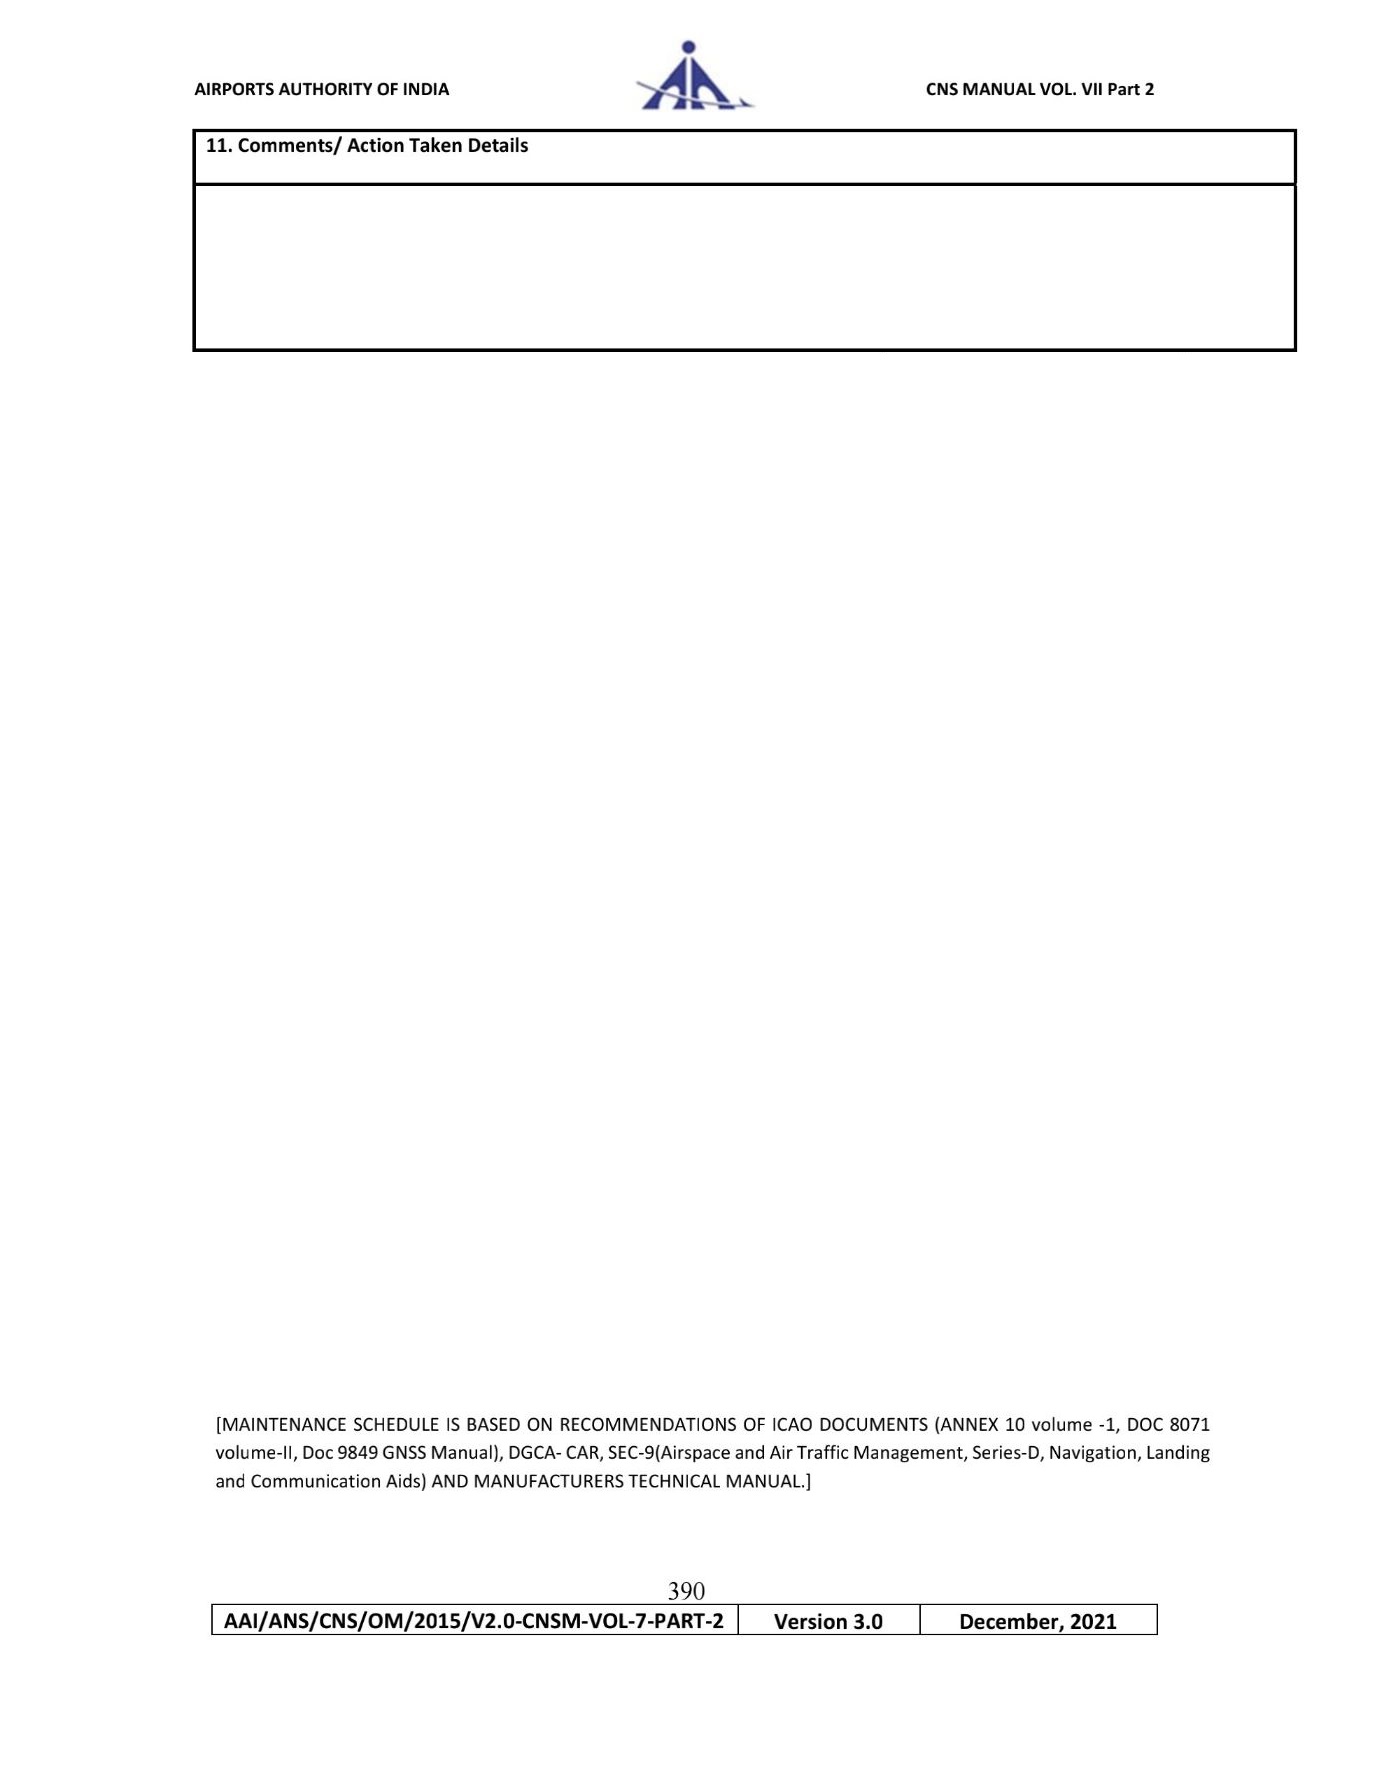 AIRPORTS AUTHORITY OF INDIA
CNS MANUAL VOL. VII Part 2
11. Comments/ Action Taken Details
[MAINTENANCE SCHEDULE IS BASED ON RECOMMENDATIONS OF ICAO DOCUMENTS (ANNEX 10 volume -1, DOC 8071
volume-II, Doc 9849 GNSS Manual), DGCA- CAR, SEC-9(Airspace and Air Traffic Management, Series-D, Navigation, Landing
and Communication Aids) AND MANUFACTURERS TECHNICAL MANUAL.]
390
AAI/ANS/CNS/OM/2015/V2.0-CNSM-VOL-7-PART-2 Version 3.0 December, 2021